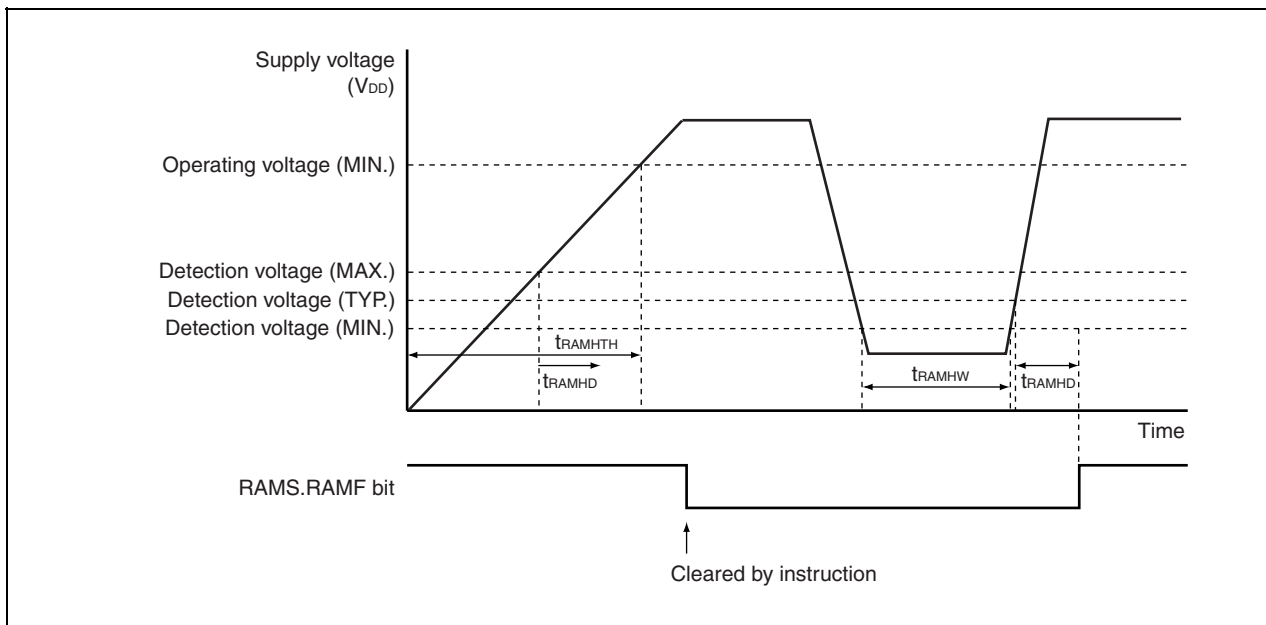 Supply voltage
(VDD)
Operating voltage (MIN.)
Detection voltage (MAX.)
Detection voltage (TYP.)
Detection voltage (MIN.)
tRAMHTH
tRAMHD
tRAMHW
tRAMHD
Time
RAMS.RAMF bit
Cleared by instruction